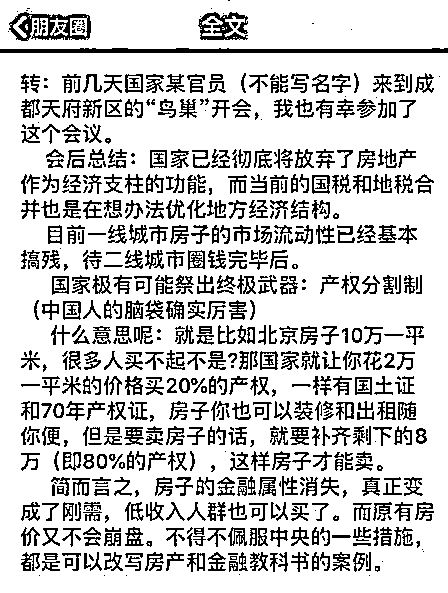 朋友圈
全文
转：前几天国家某官员（不能写名字）来到成
都天府新区的“鸟巢”开会，我也有幸参加了
这个会议。
会后总结：国家已经彻底将放弃了房地产
作为经济支柱的功能，而当前的国税和地税合
并也是在想办法优化地方经济结构。
目前一线城市房子的市场流动性已经基本
搞残，待二线城市圈钱完毕后。
国家极有可能祭出终极武器：产权分割制
（中国人的脑袋确实厉害）
什么意思呢：就是比如北京房子10万一平
米，很多人买不起不是?那国家就让你花2万
一平米的价格买20%的产权，一样有国土证
和70年产权证，房子你也可以装修和出租随
你便，但是要卖房子的话，就要补齐剩下的8
万（即80%的产权），这样房子才能卖。
简而言之，房子的金融属性消失，真正变
成了刚需，低收入人群也可以买了。而原有房
价又不会崩盘。不得不佩服中央的一些措施，
都是可以改写房产和金融教科书的案例。